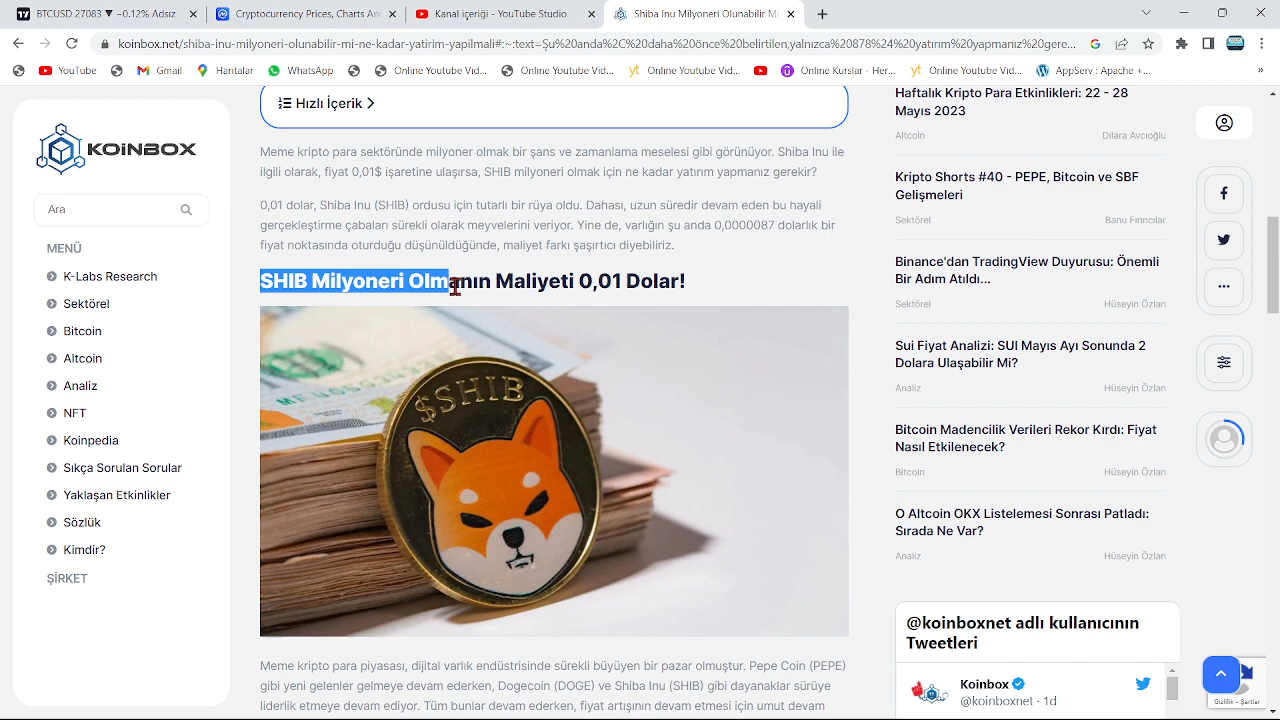 BTCUSDT 27083 ▼ −0.12% Akosız
Cryptocurrency Prices, Charts An
Kanal içeriği - YouTube Studio
Shiba Inu Milyoneri Olunabilir Mi
koinbox.net/shiba-inu-milyoneri-olunabilir-mi-ne-kadar-yatirim-yapilmeli#:~:text=Şu%20anda%2C%20daha%20önce%20belirtilen,yalnızca%20878%24%20yatırım%20yapmanız%20gere...
YouTube
Gmail
Haritalar
WhatsApp
Online Youtube Vid...
Online Youtube Vid...
Online Youtube Vid...
Online Kurslar - Her...
Online Youtube Vid...
AppServ : Apache +...
KOINBOX
Ara
MENÜ
K-Labs Research
Sektörel
Bitcoin
Altcoin
Analiz
NFT
Koinpedia
Sıkça Sorulan Sorular
Yaklaşan Etkinlikler
Sözlük
Kimdir?
ŞİRKET
Hızlı İçerik
Meme kripto para sektöründe milyoner olmak bir şans ve zamanlama meselesi gibi görünüyor. Shiba Inu ile
ilgili olarak, fiyat 0,01$ işaretine ulaşırsa, SHIB milyoneri olmak için ne kadar yatırım yapmanız gerekir?
0,01 dolar, Shiba Inu (SHIB) ordusu için tutarlı bir rüya oldu. Dahası, uzun süredir devam eden bu hayali
gerçekleştirme çabaları sürekli olarak meyvelerini veriyor. Yine de, varlığın şu anda 0,0000087 dolarlık bir
fiyat noktasında oturduğu düşünüldüğünde, maliyet farkı şaşırtıcı diyebiliriz.
SHIB Milyoneri Olmanın Maliyeti 0,01 Dolar!
$SHIB
Meme kripto para piyasası, dijital varlık endüstrisinde sürekli büyüyen bir pazar olmuştur. Pepe Coin (PEPE)
gibi yeni gelenler gelmeye devam ederken, Dogecoin (DOGE) ve Shiba Inu (SHIB) gibi dayanaklar sürüye
liderlik etmeye devam ediyor. Tüm bunlar devam ederken, fiyat artışının devam etmesi için umut devam
Haftalık Kripto Para Etkinlikleri: 22 - 28
Mayıs 2023
Altcoin
Dilara Avcıoğlu
Kripto Shorts #40 - PEPE, Bitcoin ve SBF
Gelişmeleri
Sektörel
Banu Fırıncılar
Binance'dan TradingView Duyurusu: Önemli
Bir Adım Atıldı...
Sektörel
Hüseyin Özlan
Sui Fiyat Analizi: SUI Mayıs Ayı Sonunda 2
Dolara Ulaşabilir Mi?
Analiz
Hüseyin Özlan
Bitcoin Madencilik Verileri Rekor Kırdı: Fiyat
Nasıl Etkilenecek?
Bitcoin
Hüseyin Özlan
O Altcoin OKX Listelemesi Sonrası Patladı:
Sırada Ne Var?
Analiz
Hüseyin Özlan
@koinboxnet adlı kullanıcının
Tweetleri
Koinbox
@koinboxnet · 1d
Gizlilik - Şartlar